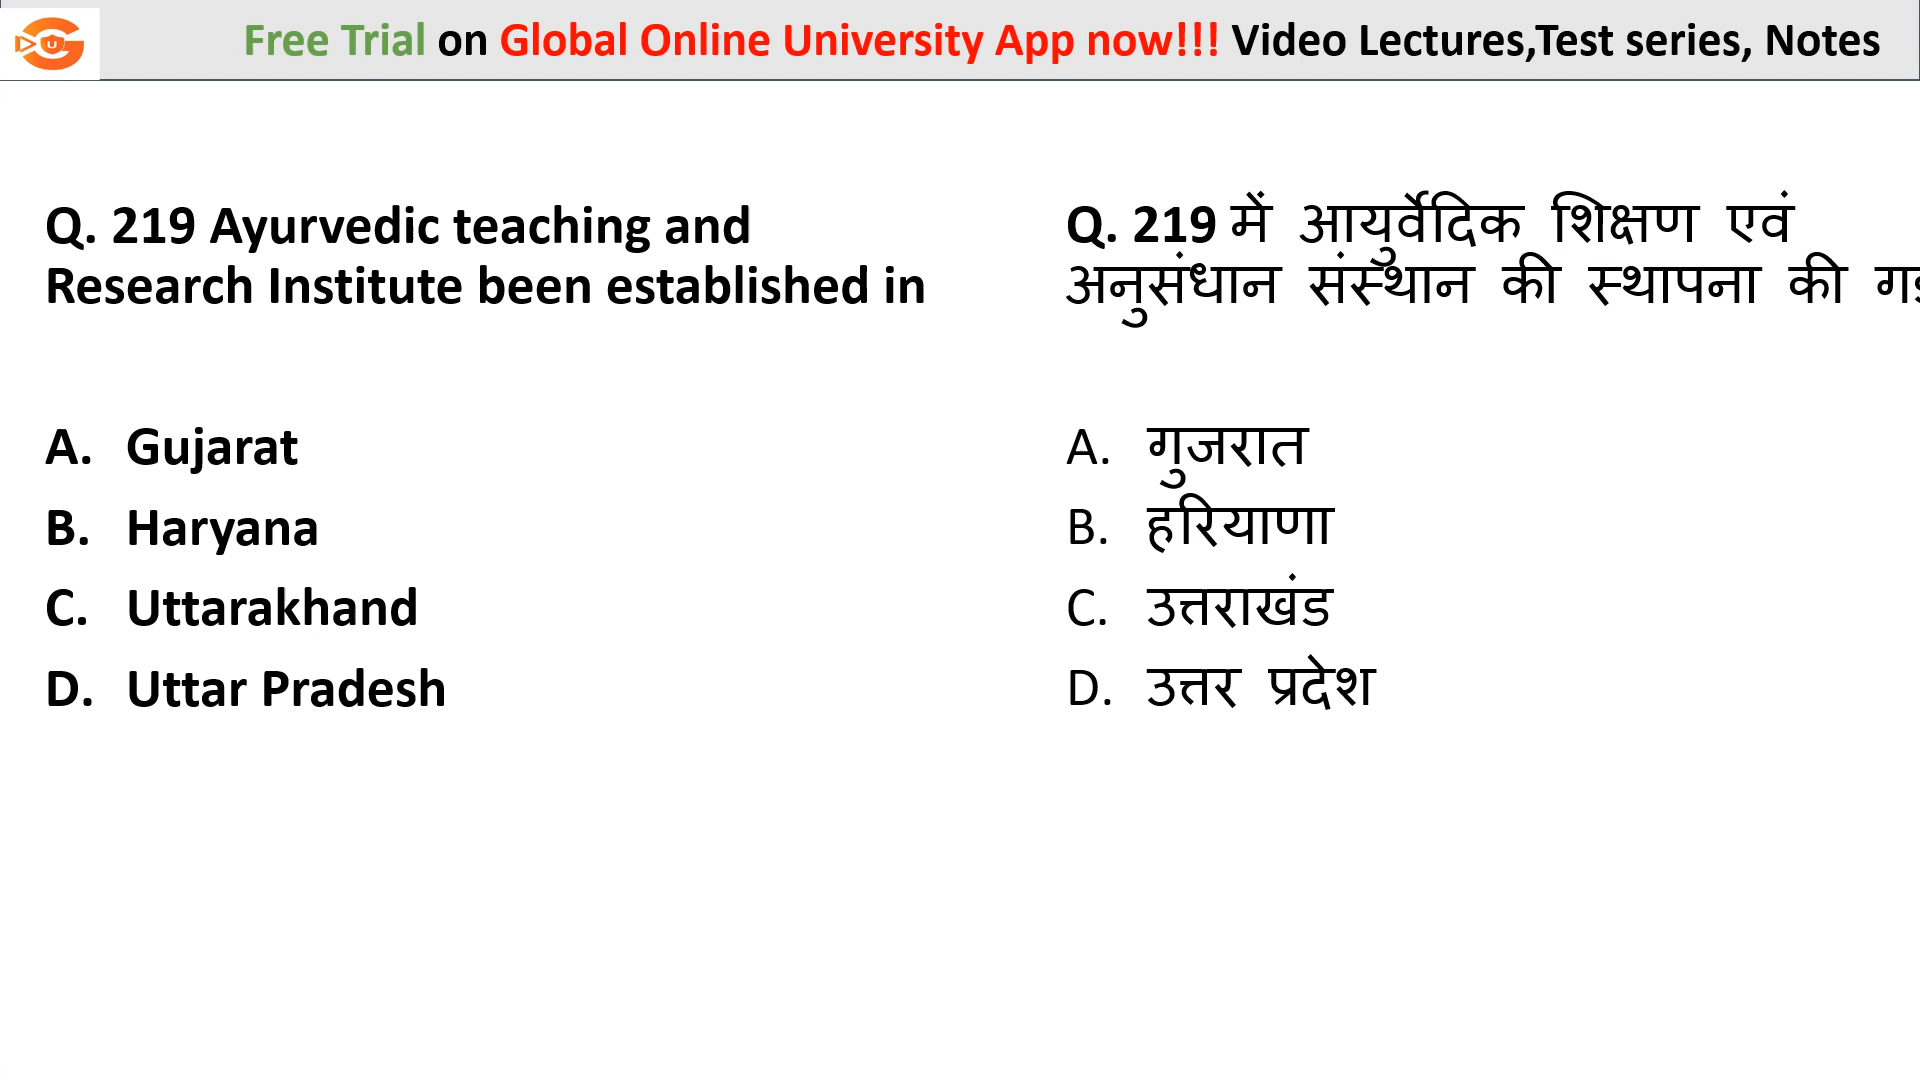 Free Trial on Global Online University App now!!! Video Lectures,Test series, Notes
Q. 219 Ayurvedic teaching and
Research Institute been established in
A. Gujarat
B. Haryana
C. Uttarakhand
D. Uttar Pradesh
Q. 219 में आयुर्वेदिक शिक्षण एवं
अनुसंधान संस्थान की स्थापना की
A. गुजरात
B. हरियाणा
C. उत्तराखंड
D. उत्तर प्रदेश